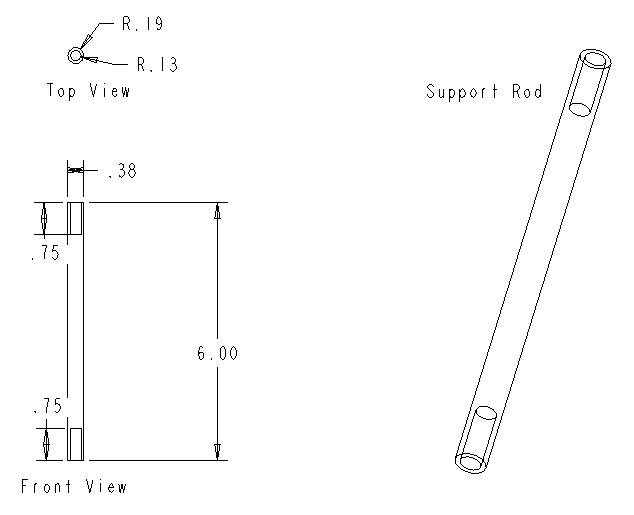 R.19
R.13
Top View
Support Rod
.38
.75
6.00
.75
Front View